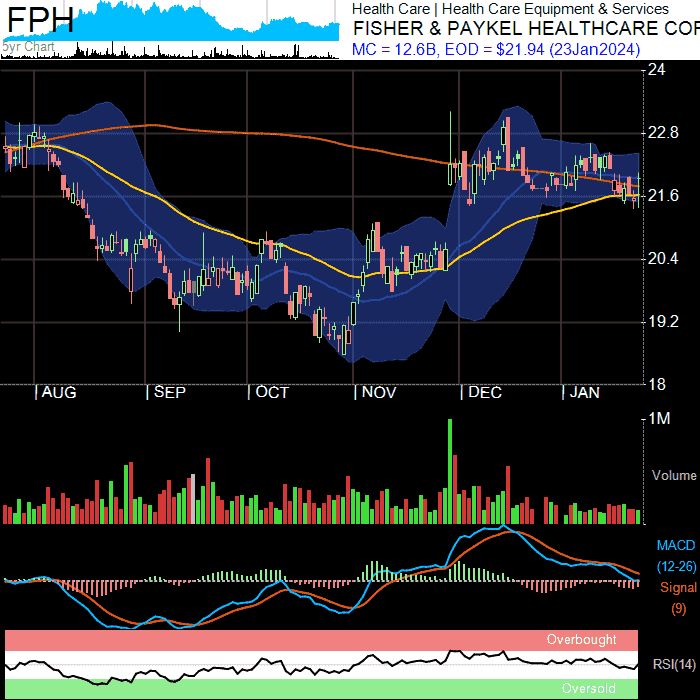 FPH
5yr Chart
Health Care | Health Care Equipment & Services
FISHER & PAYKEL HEALTHCARE COR
MC = 12.6B, EOD = $21.94 (23Jan2024)
24
22.8
21.6
20.4
19.2
18
| AUG | SEP | OCT | NOV | DEC | JAN
1M
Volume
MACD
(12-26)
Signal
(9)
Overbought
RSI(14)
Oversold